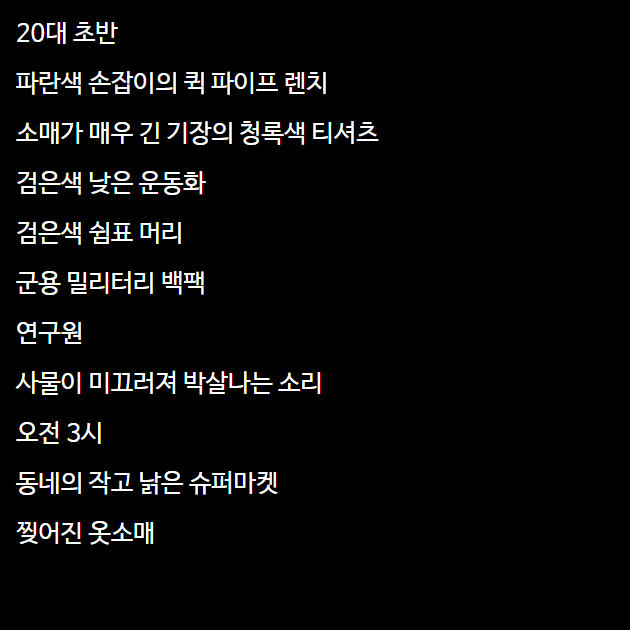 20대 초반
파란색 손잡이의 퀵 파이프 렌치
소매가 매우 긴 기장의 청록색 티셔츠
검은색 낮은 운동화
검은색 쉼표 머리
군용 밀리터리 백팩
연구원
사물이 미끄러져 박살나는 소리
오전 3시
동네의 작고 낡은 슈퍼마켓
찢어진 옷소매